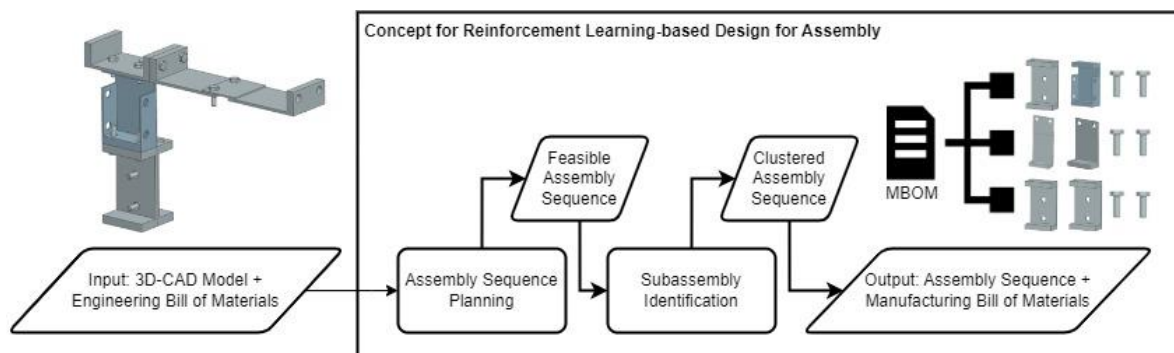 Concept for Reinforcement Learning-based Design for Assembly
MBOM
Feasible
Assembly
Sequence
Clustered
Assembly
Sequence
Input: 3D-CAD Model +
Engineering Bill of Materials
Assembly Sequence
Planning
Subassembly
Identification
Output: Assembly Sequence +
Manufacturing Bill of Materials